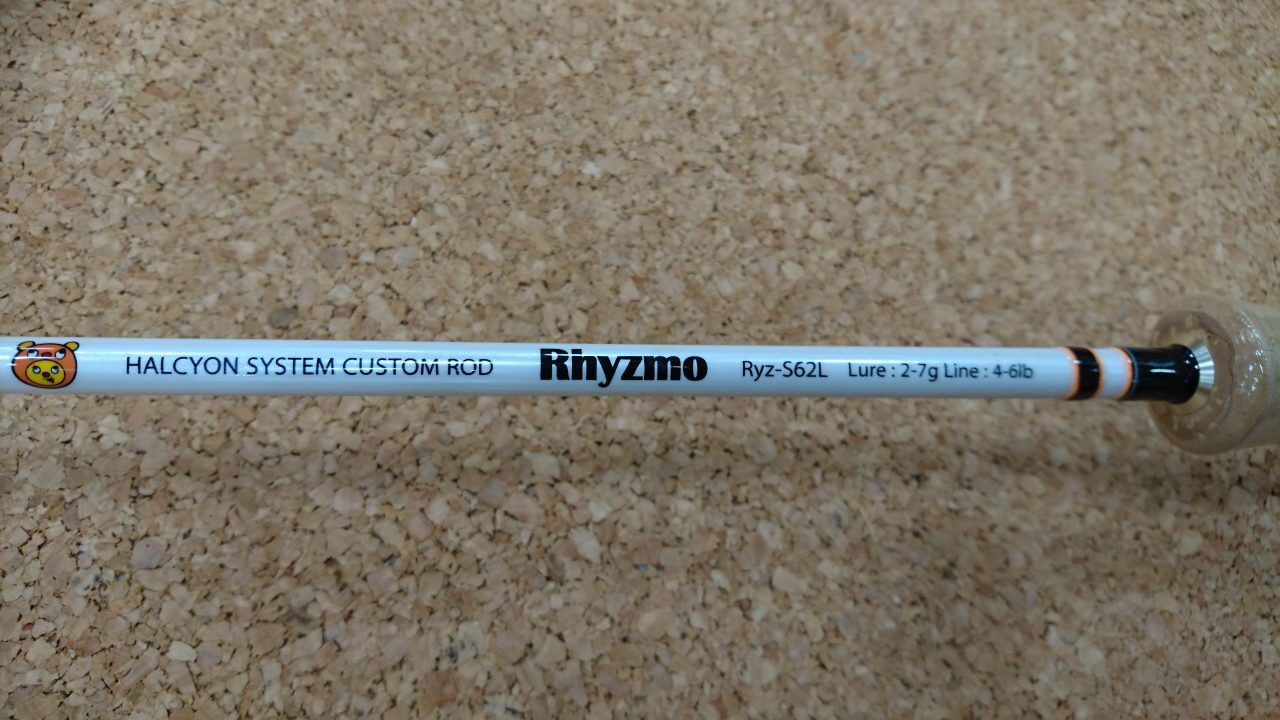 HALCYON SYSTEM CUSTOM ROD Rhyzmo Ryz-S62L Lure : 2-7g Line : 4-6lb